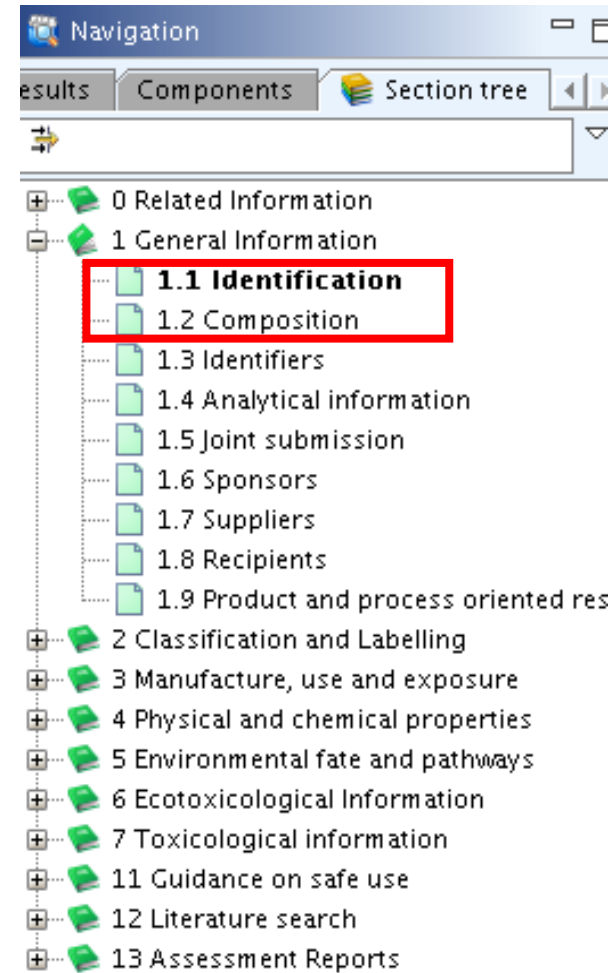 Navigation
esults Components Section tree
0 Related Information
1 General Information
1.1 Identification
1.2 Composition
1.3 Identifiers
1.4 Analytical information
1.5 Joint submission
1.6 Sponsors
1.7 Suppliers
1.8 Recipients
1.9 Product and process oriented res
2 Classification and Labelling
3 Manufacture, use and exposure
4 Physical and chemical properties
5 Environmental fate and pathways
6 Ecotoxicological Information
7 Toxicological information
11 Guidance on safe use
12 Literature search
13 Assessment Reports